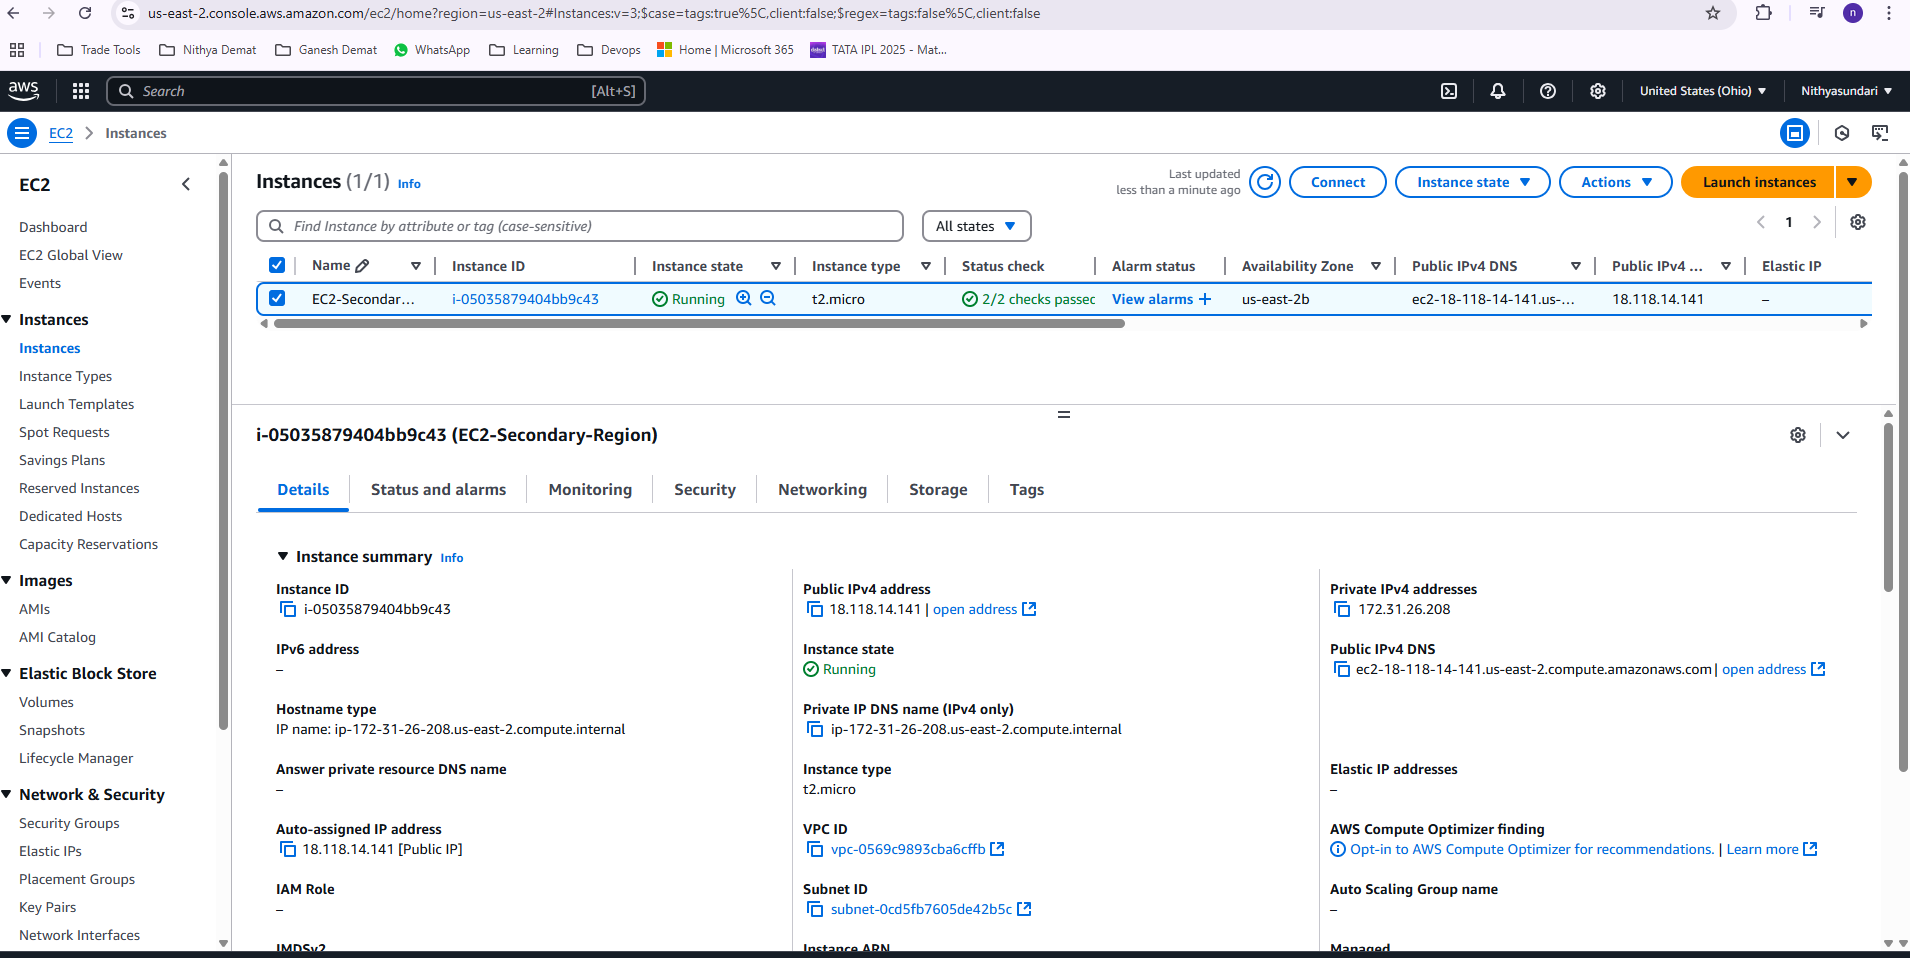 us-east-2.console.aws.amazon.com/ec2/home?region=us-east-2#Instances:v=3;$case=tags:true%5C,client:false;$regex=tags:false%5C,client:false
n
Trade Tools
Nithya Demat
Ganesh Demat
WhatsApp
Learning
Devops
Home | Microsoft 365
TATA IPL 2025 - Mat...
aws
Search
[Alt+S]
United States (Ohio)
Nithyasundari
EC2
Instances
EC2
Dashboard
EC2 Global View
Events
Instances
Instances
Instance Types
Launch Templates
Spot Requests
Savings Plans
Reserved Instances
Dedicated Hosts
Capacity Reservations
Images
AMIs
AMI Catalog
Elastic Block Store
Volumes
Snapshots
Lifecycle Manager
Network & Security
Security Groups
Elastic IPs
Placement Groups
Key Pairs
Network Interfaces
Instances (1/1) Info
Last updated
less than a minute ago
Connect
Instance state
Actions
Launch instances
Find Instance by attribute or tag (case-sensitive)
All states
1
Name
Instance ID
Instance state
Instance type
Status check
Alarm status
Availability Zone
Public IPv4 DNS
Public IPv4 ...
Elastic IP
EC2-Secondar...
i-05035879404bb9c43
Running
t2.micro
2/2 checks passec
View alarms +
us-east-2b
ec2-18-118-14-141.us-...
18.118.14.141
–
i-05035879404bb9c43 (EC2-Secondary-Region)
Details
Status and alarms
Monitoring
Security
Networking
Storage
Tags
Instance summary Info
Instance ID
i-05035879404bb9c43
Public IPv4 address
18.118.14.141 | open address
Private IPv4 addresses
172.31.26.208
IPv6 address
–
Instance state
Running
Public IPv4 DNS
ec2-18-118-14-141.us-east-2.compute.amazonaws.com | open address
Hostname type
IP name: ip-172-31-26-208.us-east-2.compute.internal
Private IP DNS name (IPv4 only)
ip-172-31-26-208.us-east-2.compute.internal
Answer private resource DNS name
–
Instance type
t2.micro
Elastic IP addresses
–
Auto-assigned IP address
18.118.14.141 [Public IP]
VPC ID
vpc-0569c9893cba6cffb
AWS Compute Optimizer finding
Opt-in to AWS Compute Optimizer for recommendations. | Learn more
IAM Role
–
Subnet ID
subnet-0cd5fb7605de42b5c
Auto Scaling Group name
–
IMDSv2
Instance ARN
Managed